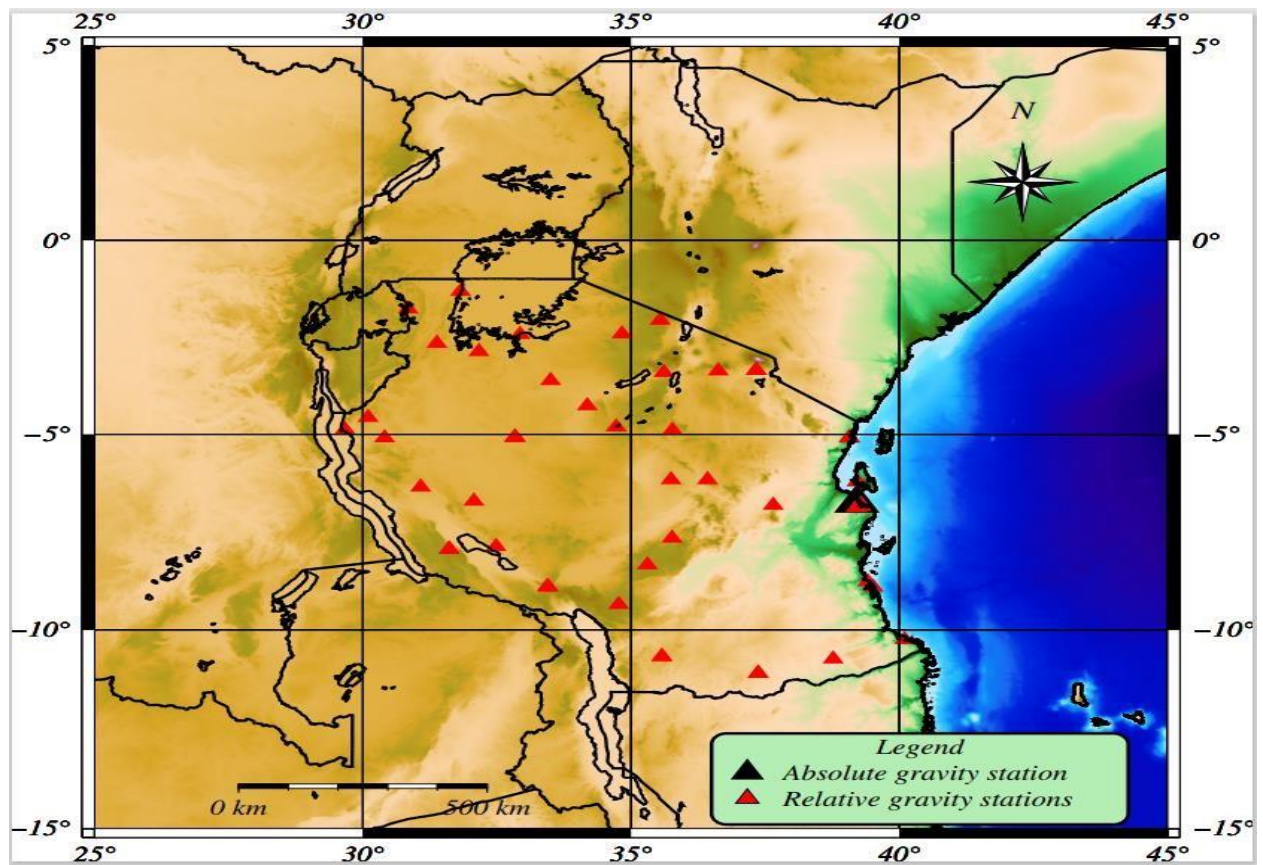 25° 30° 35° 40° 45°
5° 5°
N
0° 0°
−5° −5°
−10° −10°
Legend
Absolute gravity station
0 km 500 km Relative gravity stations
−15° −15°
25° 30° 35° 40° 45°